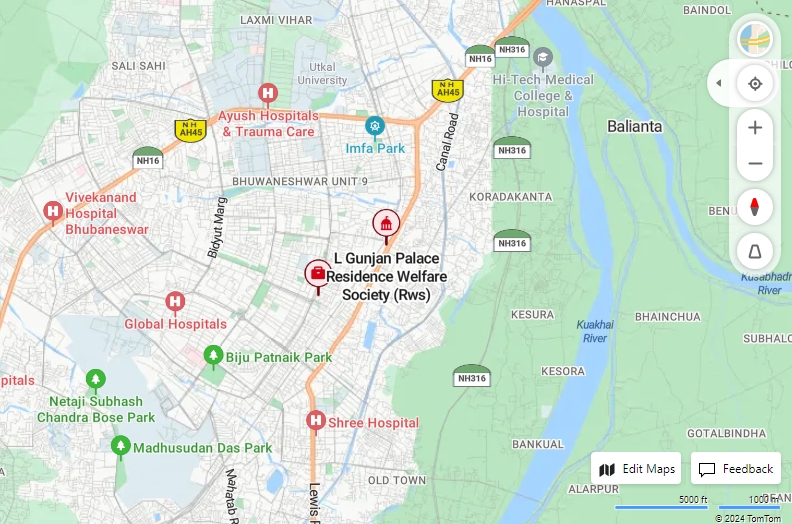 HANASPAL
BAINDOL
LAXMI VIHAR
NH316
NH16
SALI SAHI
Utkal
University
Hi-Tech Medical
College &
Hospital
N H
AH45
Ayush Hospitals
& Trauma Care
N H
AH45
Imfa Park
Canal Road
Balianta
NH16
NH316
BHUWANESHWAR UNIT 9
KORADAKANTA
Vivekanand
Hospital
Bhubaneswar
Bidyut Marg
BENU
NH316
L Gunjan Palace
Residence Welfare
Society (Rws)
Kusabhadr
River
Global Hospitals
KESURA
BHAINCHUA
Kuakhai
River
SUBHALO
Biju Patnaik Park
NH316
KESORA
pitals
Netaji Subhash
Chandra Bose Park
Shree Hospital
Madhusudan Das Park
BANKUAL
GOTALBINDHA
Edit Maps
Feedback
OLD TOWN
Mahatab R
Lewis R
ALARPUR
5000 ft
1000 m
© 2024 TomTom